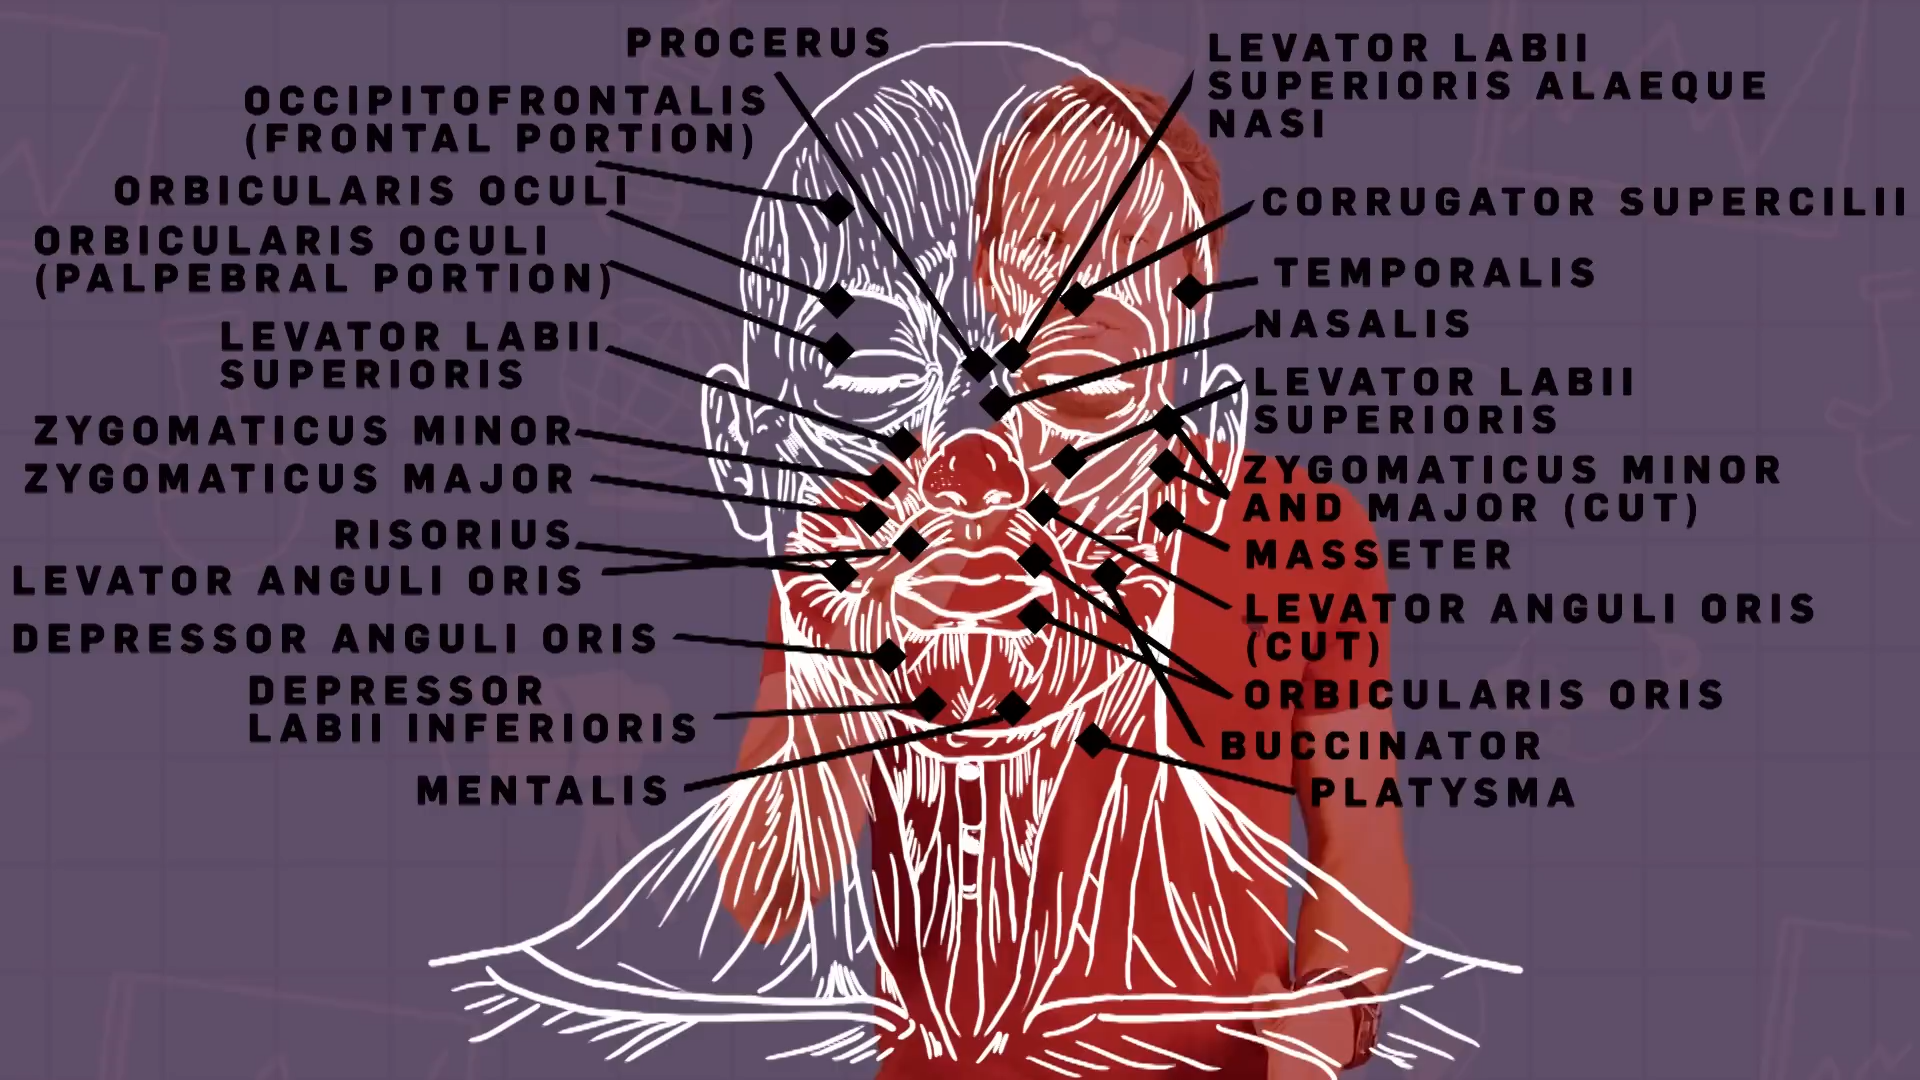 PROCERUS
OCCIPITOFRONTALIS
(FRONTAL PORTION)
ORBICULARIS OCULI
ORBICULARIS OCULI
(PALPEBRAL PORTION)
LEVATOR LABII
SUPERIORIS
ZYGOMATICUS MINOR
ZYGOMATICUS MAJOR
RISORIUS
LEVATOR ANGULI ORIS
DEPRESSOR ANGULI ORIS
DEPRESSOR
LABII INFERIORIS
MENTALIS
LEVATOR LABII
SUPERIORIS ALAEQUE
NASI
CORRUGATOR SUPERCILII
TEMPORALIS
NASALIS
LEVATOR LABII
SUPERIORIS
ZYGOMATICUS MINOR
AND MAJOR (CUT)
MASSETER
LEVATOR ANGULI ORIS
(CUT)
ORBICULARIS ORIS
BUCCINATOR
PLATYSMA